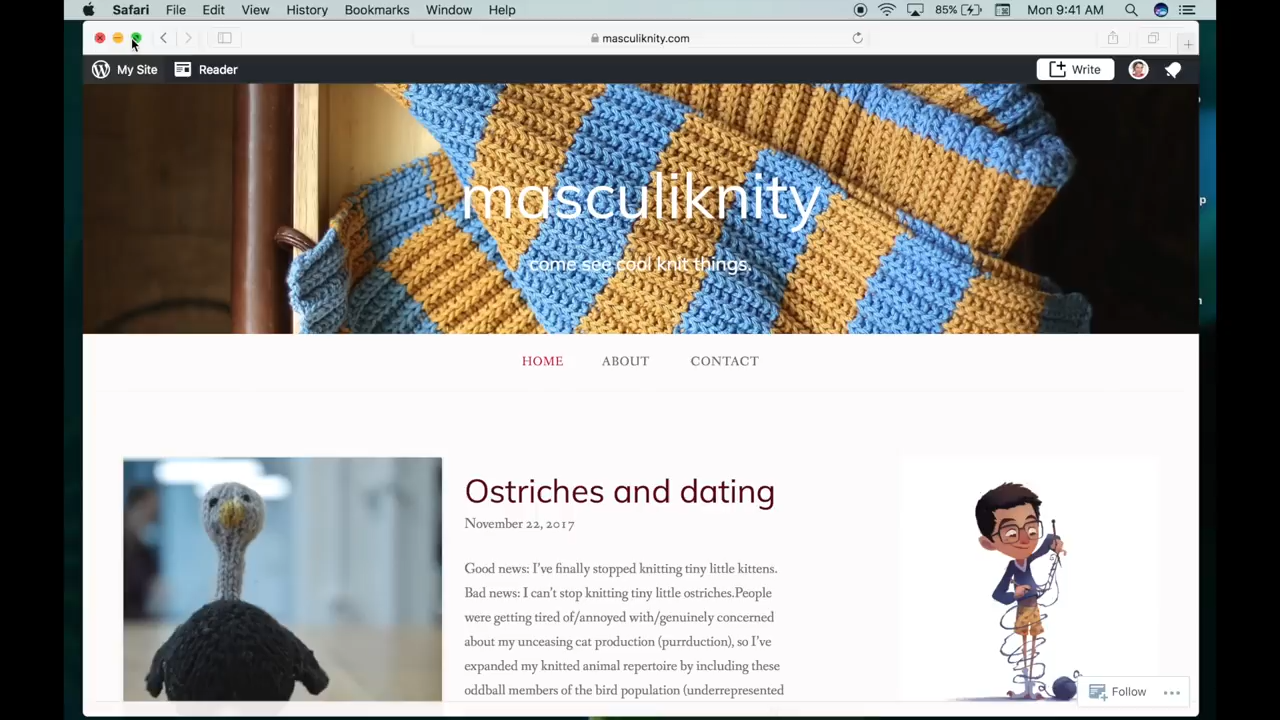 Safari File Edit View History Bookmarks Window Help 85% Mon 9:41 AM
masculiknity.com
My Site Reader Write
masculiknity
come see cool knit things.
HOME ABOUT CONTACT
Ostriches and dating
November 22, 2017
Good news: I've finally stopped knitting tiny little kittens.
Bad news: I can't stop knitting tiny little ostriches.People
were getting tired of/annoyed with/genuinely concerned
about my unceasing cat production (purrduction), so I've
expanded my knitted animal repertoire by including these
oddball members of the bird population (underrepresented
Follow